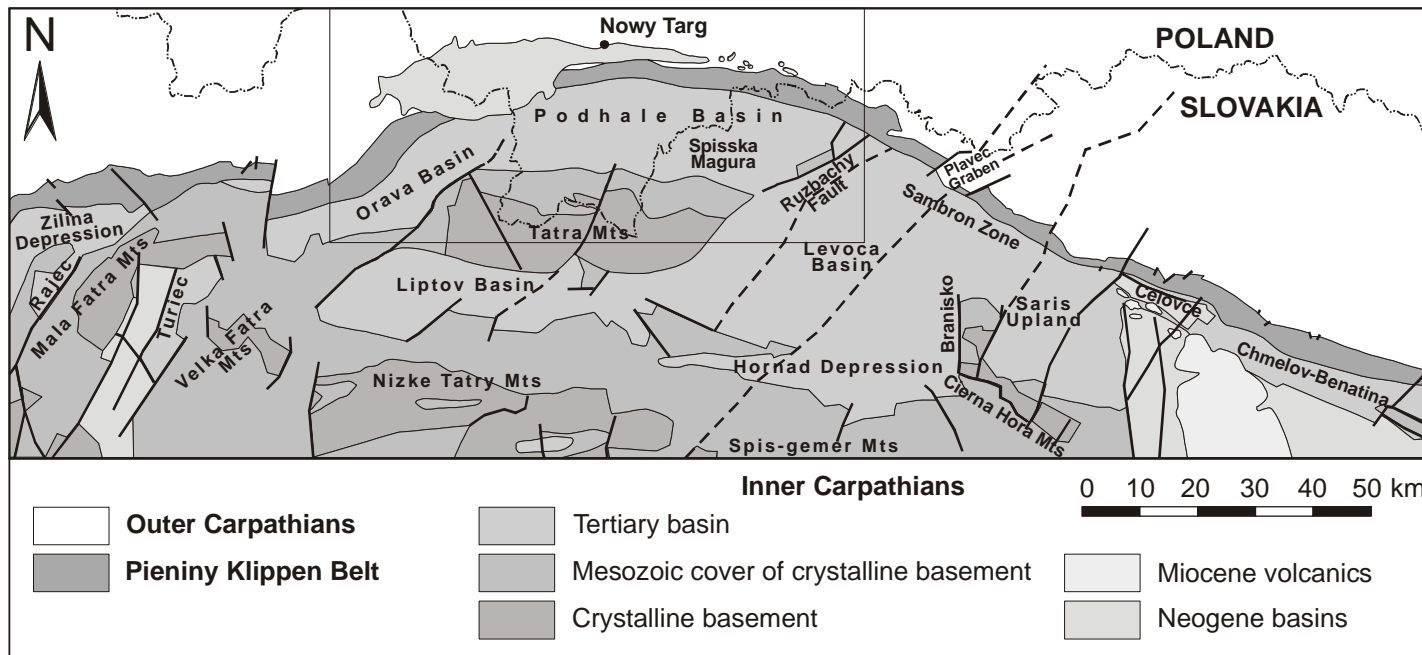 N
Nowy Targ
POLAND
SLOVAKIA
Podhale Basin
Spisska
Magura
Ruzbachy
Fault
Plavec
Graben
Orava Basin
Zilina
Depression
Tatra Mts
Sambron Zone
Levoca
Basin
Rajec
Mala Fatra Mts
Turiec
Liptov Basin
Velka Fatra
Mts
Branisko
Saris
Upland
Celovce
Nizke Tatry Mts
Hornad Depression
Chmelov-Benatina
Cierna Hora Mts
Spis-gemer Mts
Inner Carpathians
0 10 20 30 40 50 km
Outer Carpathians
Pieniny Klippen Belt
Tertiary basin
Mesozoic cover of crystalline basement
Crystalline basement
Miocene volcanics
Neogene basins